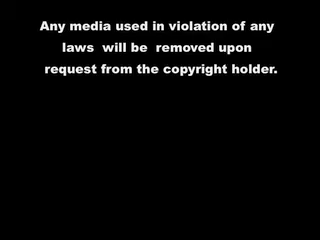 Any media used in violation of any
laws will be removed upon
request from the copyright holder.